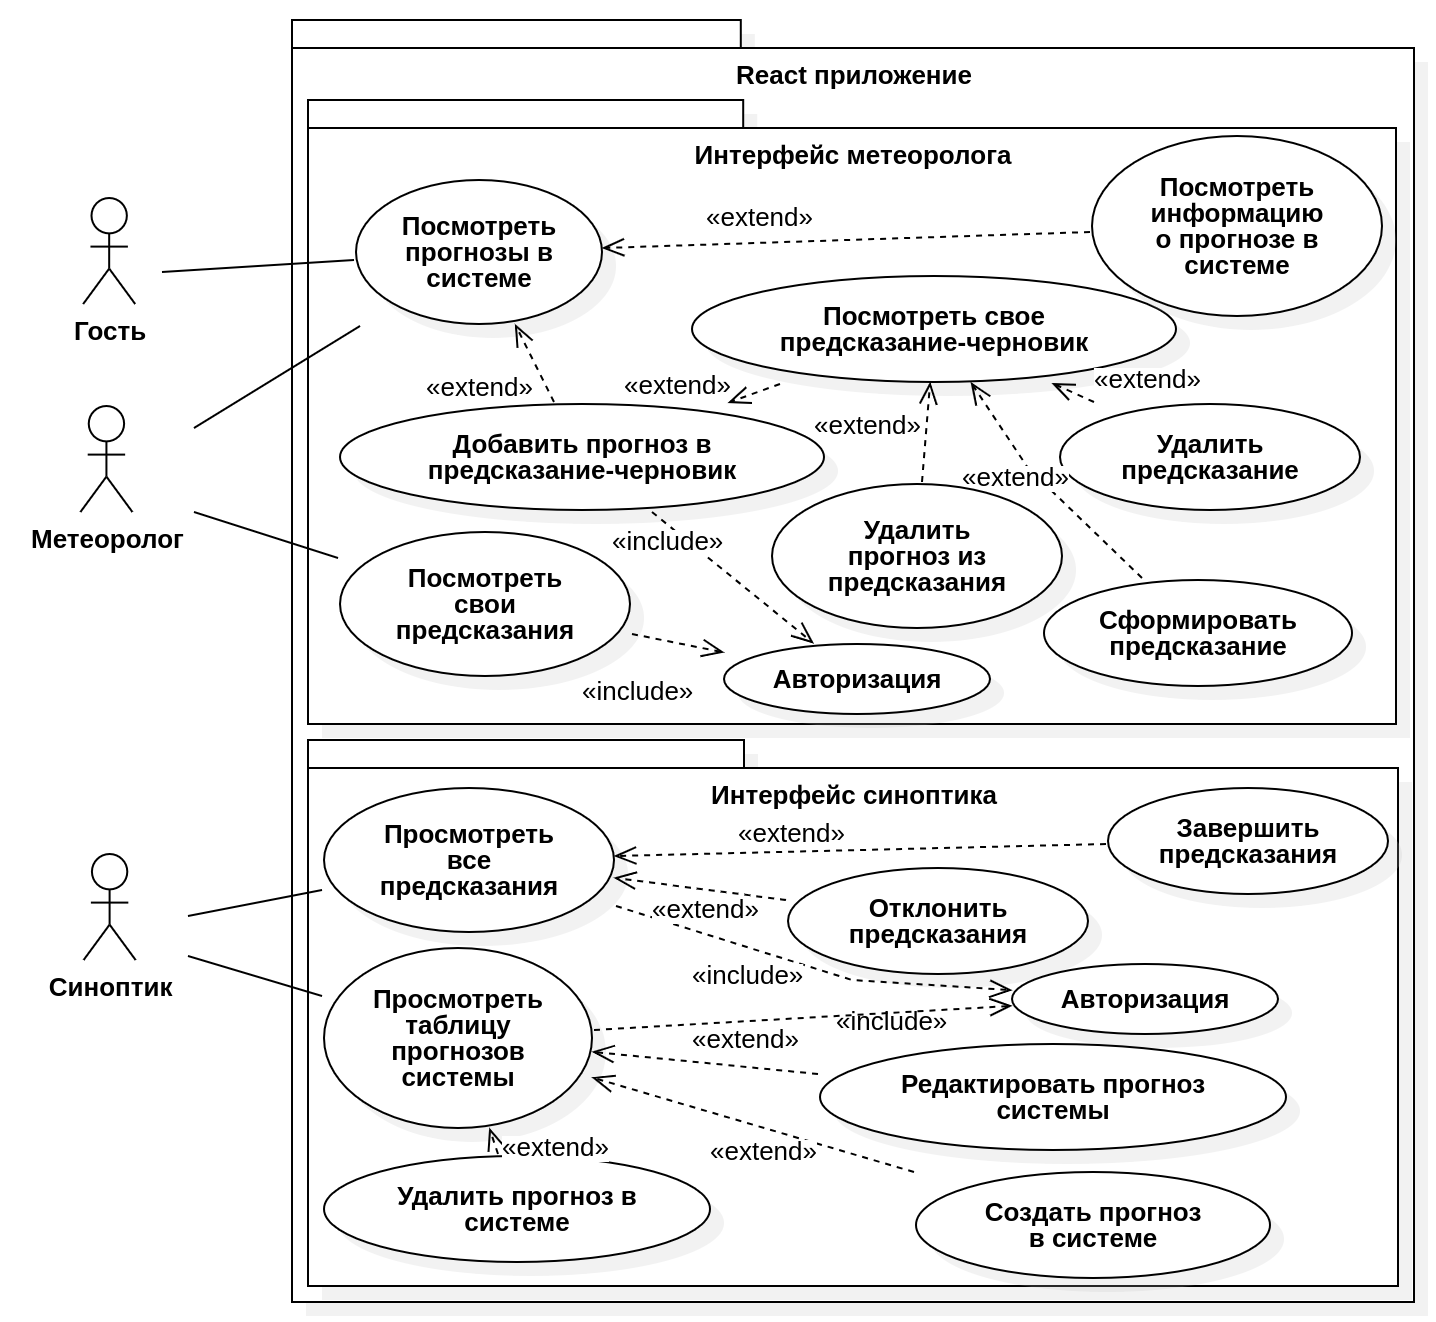 React приложение
Интерфейс метеоролога
Посмотреть
информацию
о прогнозе в
системе
Посмотреть
прогнозы в
системе
«extend»
Гость
Посмотреть свое
предсказание-черновик
«extend»
«extend»
«extend»
«extend»
Добавить прогноз в
предсказание-черновик
Удалить
предсказание
«extend»
Метеоролог
«include»
Удалить
прогноз из
предсказания
Посмотреть
свои
предсказания
Сформировать
предсказание
Авторизация
«include»
Интерфейс синоптика
Просмотреть
все
предсказания
«extend»
Завершить
предсказания
«extend»
Отклонить
предсказания
Синоптик
«include»
Авторизация
Просмотреть
таблицу
прогнозов
системы
«include»
«extend»
Редактировать прогноз
системы
«extend»
«extend»
Удалить прогноз в
системе
Создать прогноз
в системе